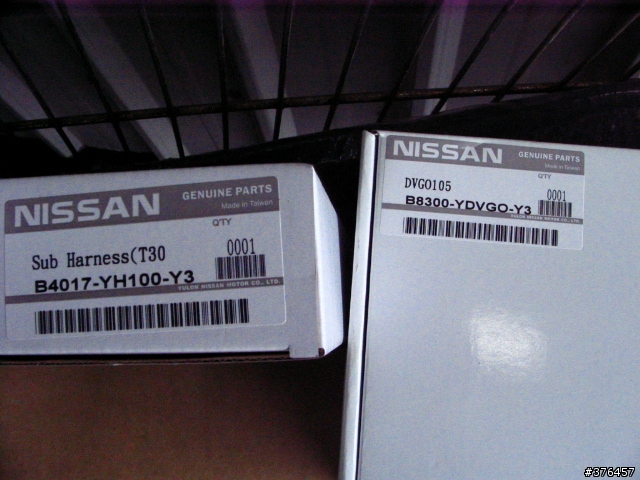 NISSAN GENUINE PARTS
Made in Taiwan
Q'TY
Sub Harness(T30 0001
B4017-YH100-Y3
YULON NISSAN MOTOR CO., LTD.
NISSAN GENUINE PARTS
Made in Taiwan
Q'TY
DVGO105 0001
B8300-YDVGO-Y3
YULON NISSAN MOTOR CO., LTD.
#376457